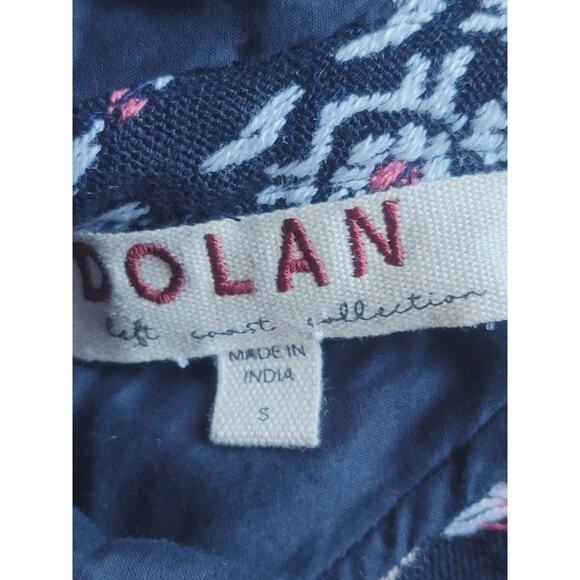 DOLAN
left coast collection
MADE IN
INDIA
S